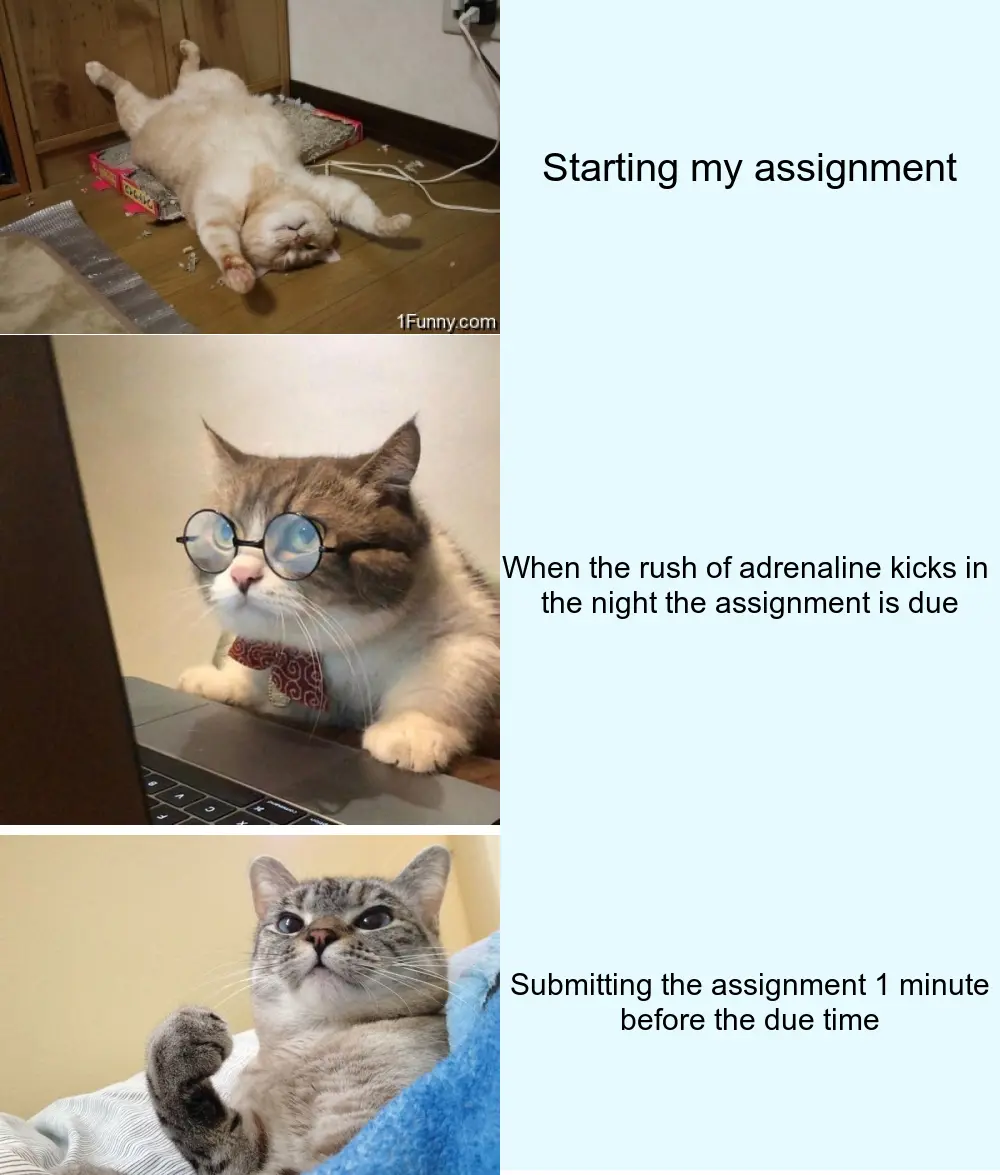 Starting my assignment
1Funny.com
When the rush of adrenaline kicks in
the night the assignment is due
Submitting the assignment 1 minute
before the due time